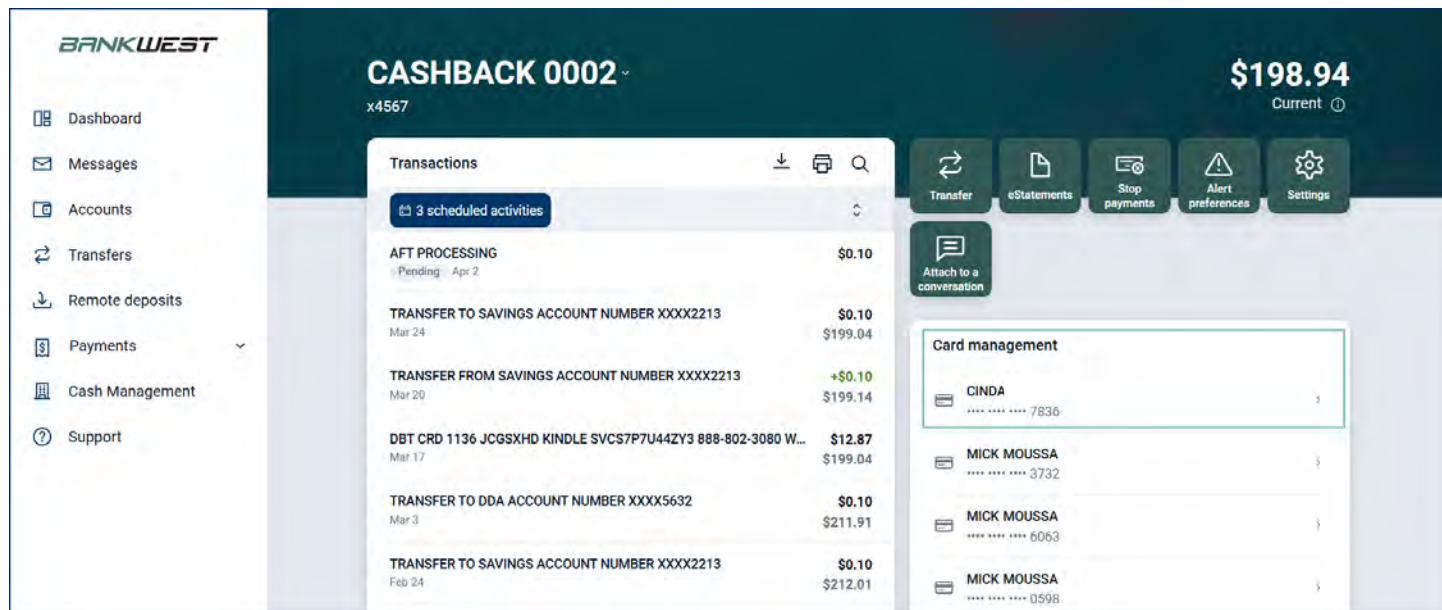 BANKWEST
Dashboard
Messages
Accounts
Transfers
Remote deposits
Payments
Cash Management
Support
CASHBACK 0002
x4567
$198.94
Current
Transactions
3 scheduled activities
AFT PROCESSING $0.10
Pending Apr 2
TRANSFER TO SAVINGS ACCOUNT NUMBER XXXX2213 $0.10
Mar 24 $199.04
TRANSFER FROM SAVINGS ACCOUNT NUMBER XXXX2213 +$0.10
Mar 20 $199.14
DBT CRD 1136 JCGSXHD KINDLE SVCS7P7U44ZY3 888-802-3080 W... $12.87
Mar 17 $199.04
TRANSFER TO DDA ACCOUNT NUMBER XXXX5632 $0.10
Mar 3 $211.91
TRANSFER TO SAVINGS ACCOUNT NUMBER XXXX2213 $0.10
Feb 24 $212.01
Transfer
eStatements
Stop
payments
Alert
preferences
Settings
Attach to a
conversation
Card management
CINDA
•••• •••• •••• 7836
MICK MOUSSA
•••• •••• •••• 3732
MICK MOUSSA
•••• •••• •••• 6063
MICK MOUSSA
•••• •••• •••• 0598